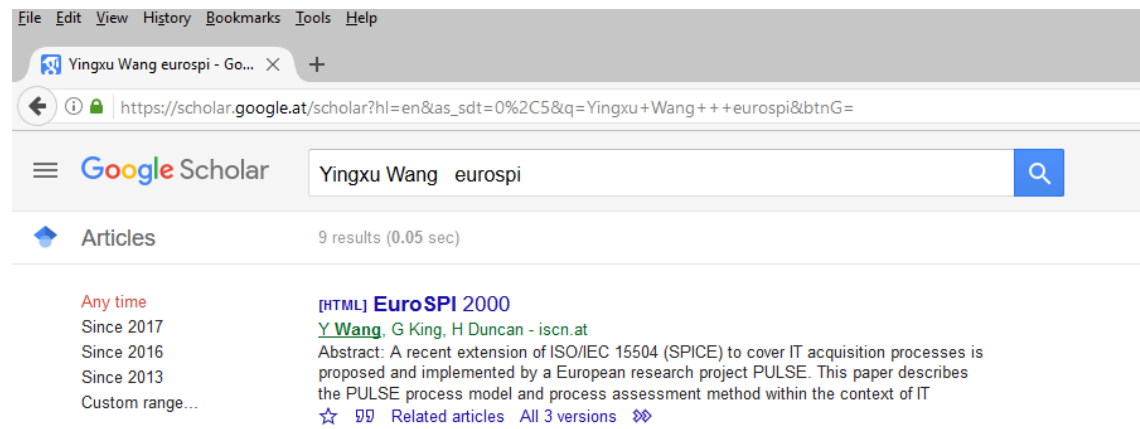 File Edit View History Bookmarks Tools Help
Yingxu Wang eurospi - Go...
https://scholar.google.at/scholar?hl=en&as_sdt=0%2C5&q=Yingxu+Wang+++eurospi&btnG=
Google Scholar
Yingxu Wang   eurospi
Articles
9 results (0.05 sec)
Any time
Since 2017
Since 2016
Since 2013
Custom range...
[HTML] EuroSPI 2000
Y Wang, G King, H Duncan - iscn.at
Abstract: A recent extension of ISO/IEC 15504 (SPICE) to cover IT acquisition processes is
proposed and implemented by a European research project PULSE. This paper describes
the PULSE process model and process assessment method within the context of IT
Related articles All 3 versions